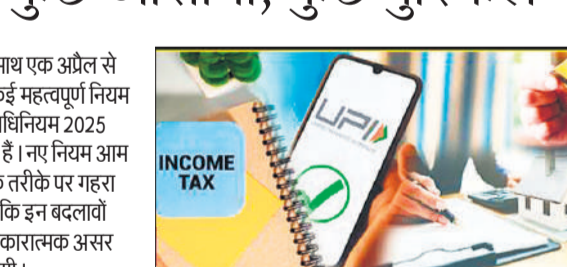 माथ एक अप्रैल से
ई महत्वपूर्ण नियम
धिनियम 2025
हैं। नए नियम आम
तरीके पर गहरा
कि इन बदलावों
कारात्मक असर
INCOME
TAX
UPI